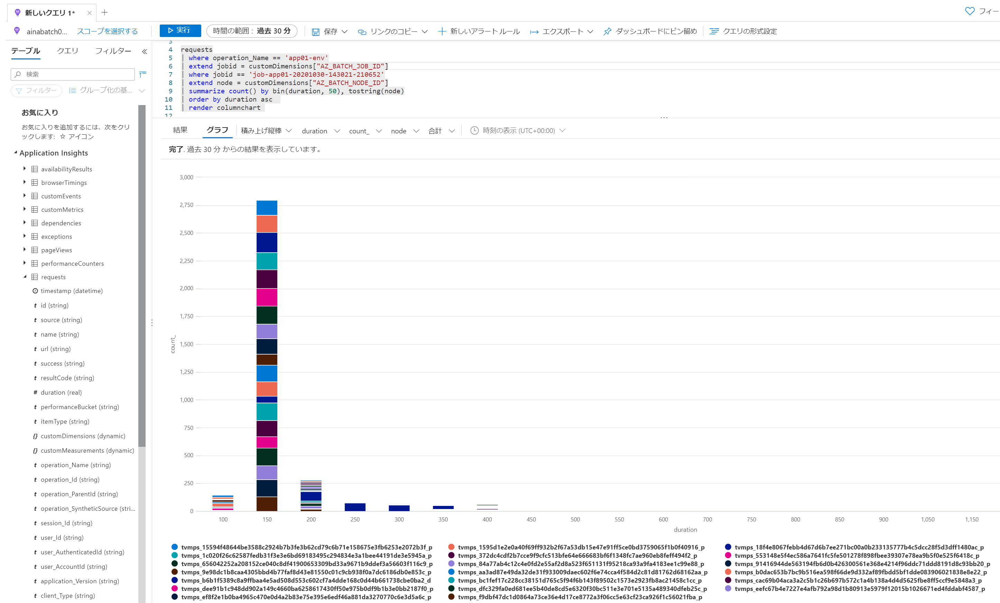 新しいクエリ 1*
フィー
ainabatch0...
スコープを選択する
実行
時間の範囲 : 過去 30 分
保存
リンクのコピー
新しいアラート ルール
エクスポート
ダッシュボードにピン留め
クエリの形式設定
テーブル
クエリ
フィルター
検索
フィルター
グループ化の基...
お気に入り
お気に入りを追加するには、次をクリ
ックします: ☆ アイコン
Application Insights
availabilityResults
browserTimings
customEvents
customMetrics
dependencies
exceptions
pageViews
performanceCounters
requests
timestamp (datetime)
t id (string)
t source (string)
t name (string)
t url (string)
t success (string)
t resultCode (string)
# duration (real)
t performanceBucket (string)
t itemType (string)
{} customDimensions (dynamic)
{} customMeasurements (dynamic)
t operation_Name (string)
t operation_Id (string)
t operation_ParentId (string)
t operation_SyntheticSource (stri...
t session_Id (string)
t user_Id (string)
t user_AuthenticatedId (string)
t user_AccountId (string)
t application_Version (string)
t client_Type (string)
3
4 requests
5 | where operation_Name == 'app01-env'
6 | extend jobid = customDimensions["AZ_BATCH_JOB_ID"]
7 | where jobid == 'job-app01-20201030-143021-210652'
8 | extend node = customDimensions["AZ_BATCH_NODE_ID"]
9 | summarize count() by bin(duration, 50), tostring(node)
10 | order by duration asc
11 | render columnchart
12
結果
グラフ
積み上げ縦棒
duration
count_
node
合計
時刻の表示 (UTC+00:00)
完了. 過去 30 分 からの結果を表示しています。
3,000
2,750
2,500
2,250
2,000
1,750
1,500
1,250
1,000
750
500
250
0
count_
100 150 200 250 300 350 400 450 500 550 600 700 750 800 850 900 1,050 1,150
duration
tvmps_15594f48644be3588c2924b7b3fe3b62cd79c6b71e158675e3fb6253e2072b3f_p
tvmps_1595d1e2e0a40f69ff932b2f67a53db15e47e91ff5ce0bd3759065f1b0f40916_p
tvmps_18f4e8067febb4d67d6b7ee271bc00a0b233135777b4c5dcc28f5d3dff1480ac_p
tvmps_1c020f26c62587fedb31f3e3e6bd69183495c294834e3a1bee44191de3e5945a_p
tvmps_372dc4cdf2b7cce9f9cfc513bfe64e666683bf6f1348fc7ae960eb8feff494f2_p
tvmps_553148e5f4ec586a7641fc5fe501278f898fbee39307e78ea9b5f0e525f6418c_p
tvmps_656042252a208152ce040c8df41900653309bd33a9671b9ddef3a56603f116c9_p
tvmps_84a77ab4c12c4e0fd2e55af2d8a523f651131f95218ca93a9fa4183ee1c99e88_p
tvmps_91416944de563194fb6d0b426300561e368e4214f96ddc71ddd8191d8c93bb20_p
tvmps_9e98dc1b8caa4305bbd4b77faf8d43e81550c01c9cb938f0a7dc6186db0e853c_p
tvmps_aa3ad87e49da32de31f933009daec602f6e74cca4f584d2c81d81762d68162aa_p
tvmps_b0dac653b7bc9b516ea598f66de9d332af89fbdd5bf1dde083906021838e8e22_p
tvmps_b6b1f5389c8a9ffbaa4e5ad508d553c602cf7a4dde168c0d44b661738cbe0ba2_d
tvmps_bc1fef17c228cc38151d765c5f94f6b143f89502c1573e2923fb8ac21458c1cc_p
tvmps_cac69b04aca3a2c5b1c26b697b572c1a4b138a4d4d5625fbe8ff5ccf9e5848a3_p
tvmps_dee91b1c948dd902a149c4660ba6258617430ff50e975b0df9b1b3e0bb2187f0_p
tvmps_dfc329fa0ed681ee5b40de8cd5e6320f30bc511e3e701e5135a489340dfeb25c_p
tvmps_eefc67b4e7227e4afb792a98d1b80913e5979f12015b1026671ed4fddabf4587_p
tvmps_ef8f2e1b0ba4965c470e0d4a2b83e75e395e6edf46a881da3270770c6e3d5a6c_p
tvmps_f9dbf47dc1d0864a73ce36e4d17ce8772a3f06cc5e63cf23ca926f1c56021fba_p